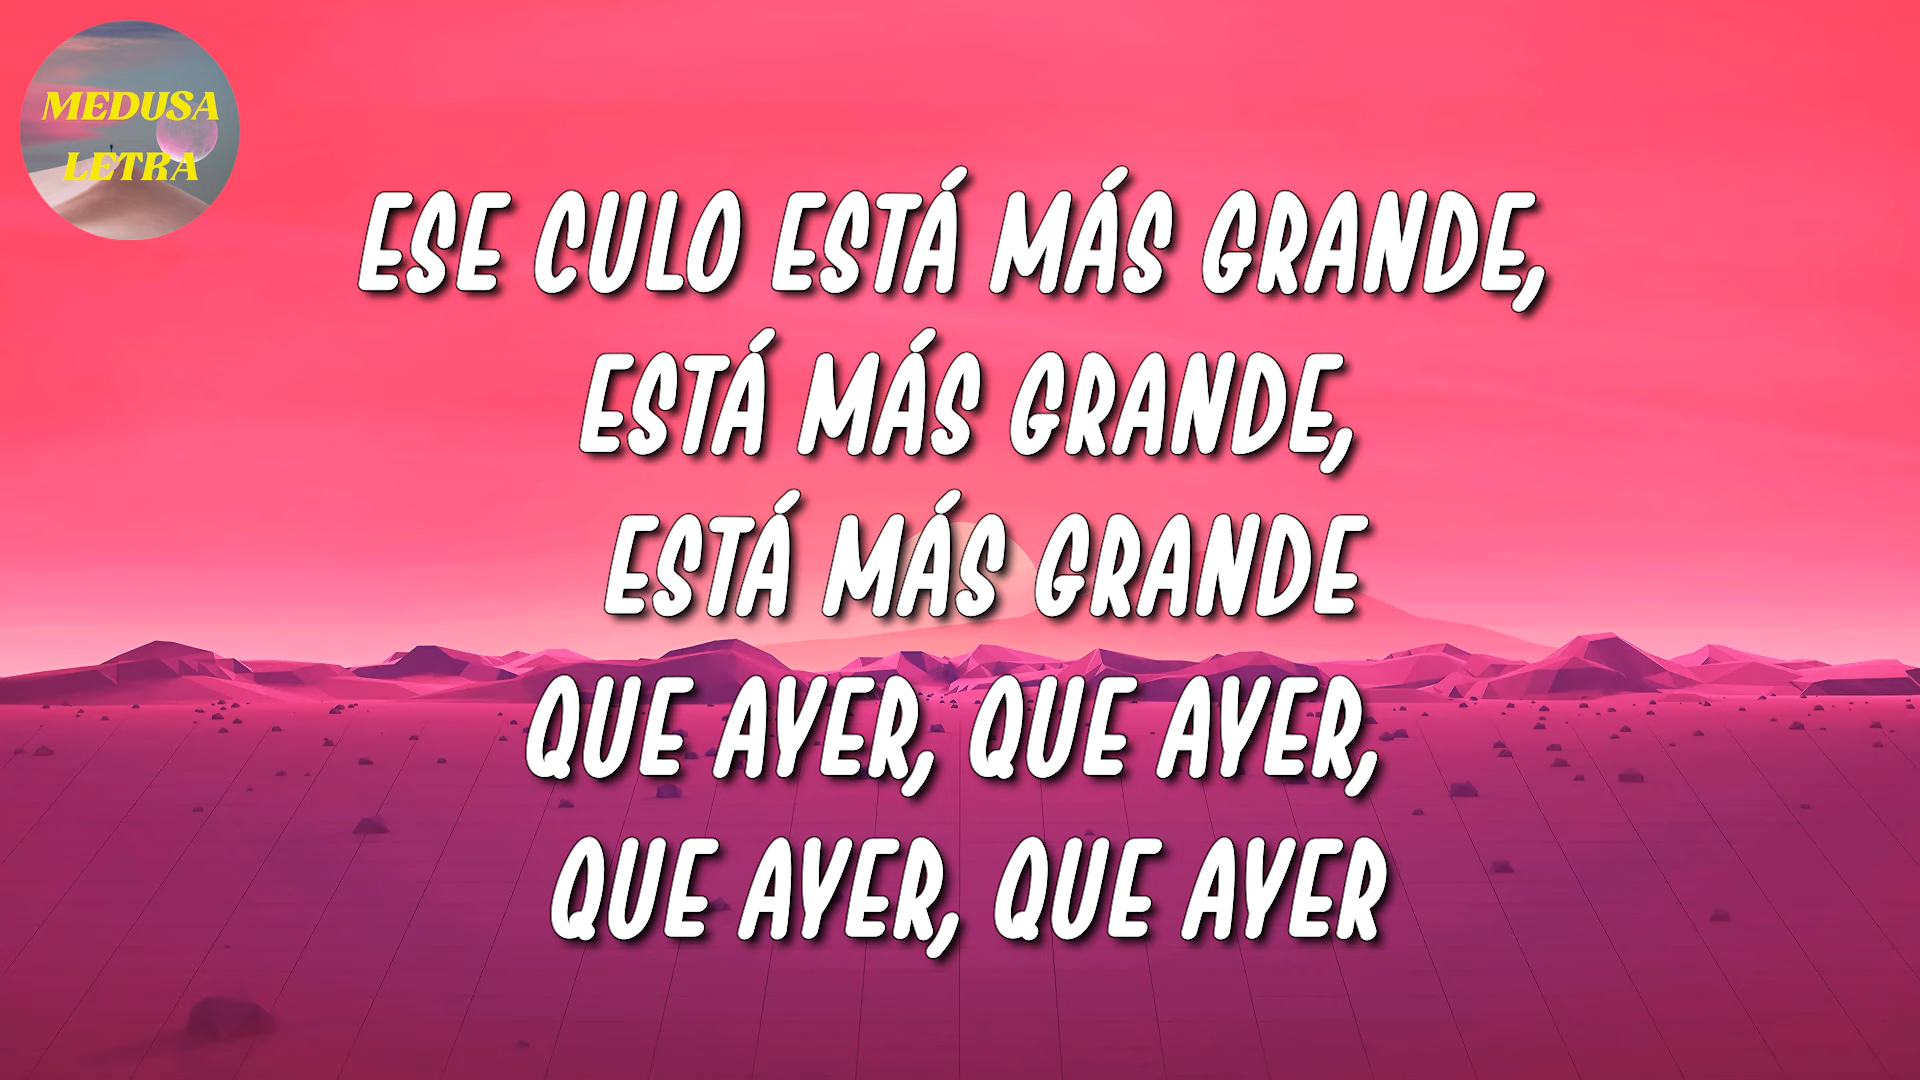 MEDUSA
LETRA
ESE CULO ESTÁ MÁS GRANDE,
ESTÁ MÁS GRANDE,
ESTÁ MÁS GRANDE
QUE AYER, QUE AYER,
QUE AYER, QUE AYER